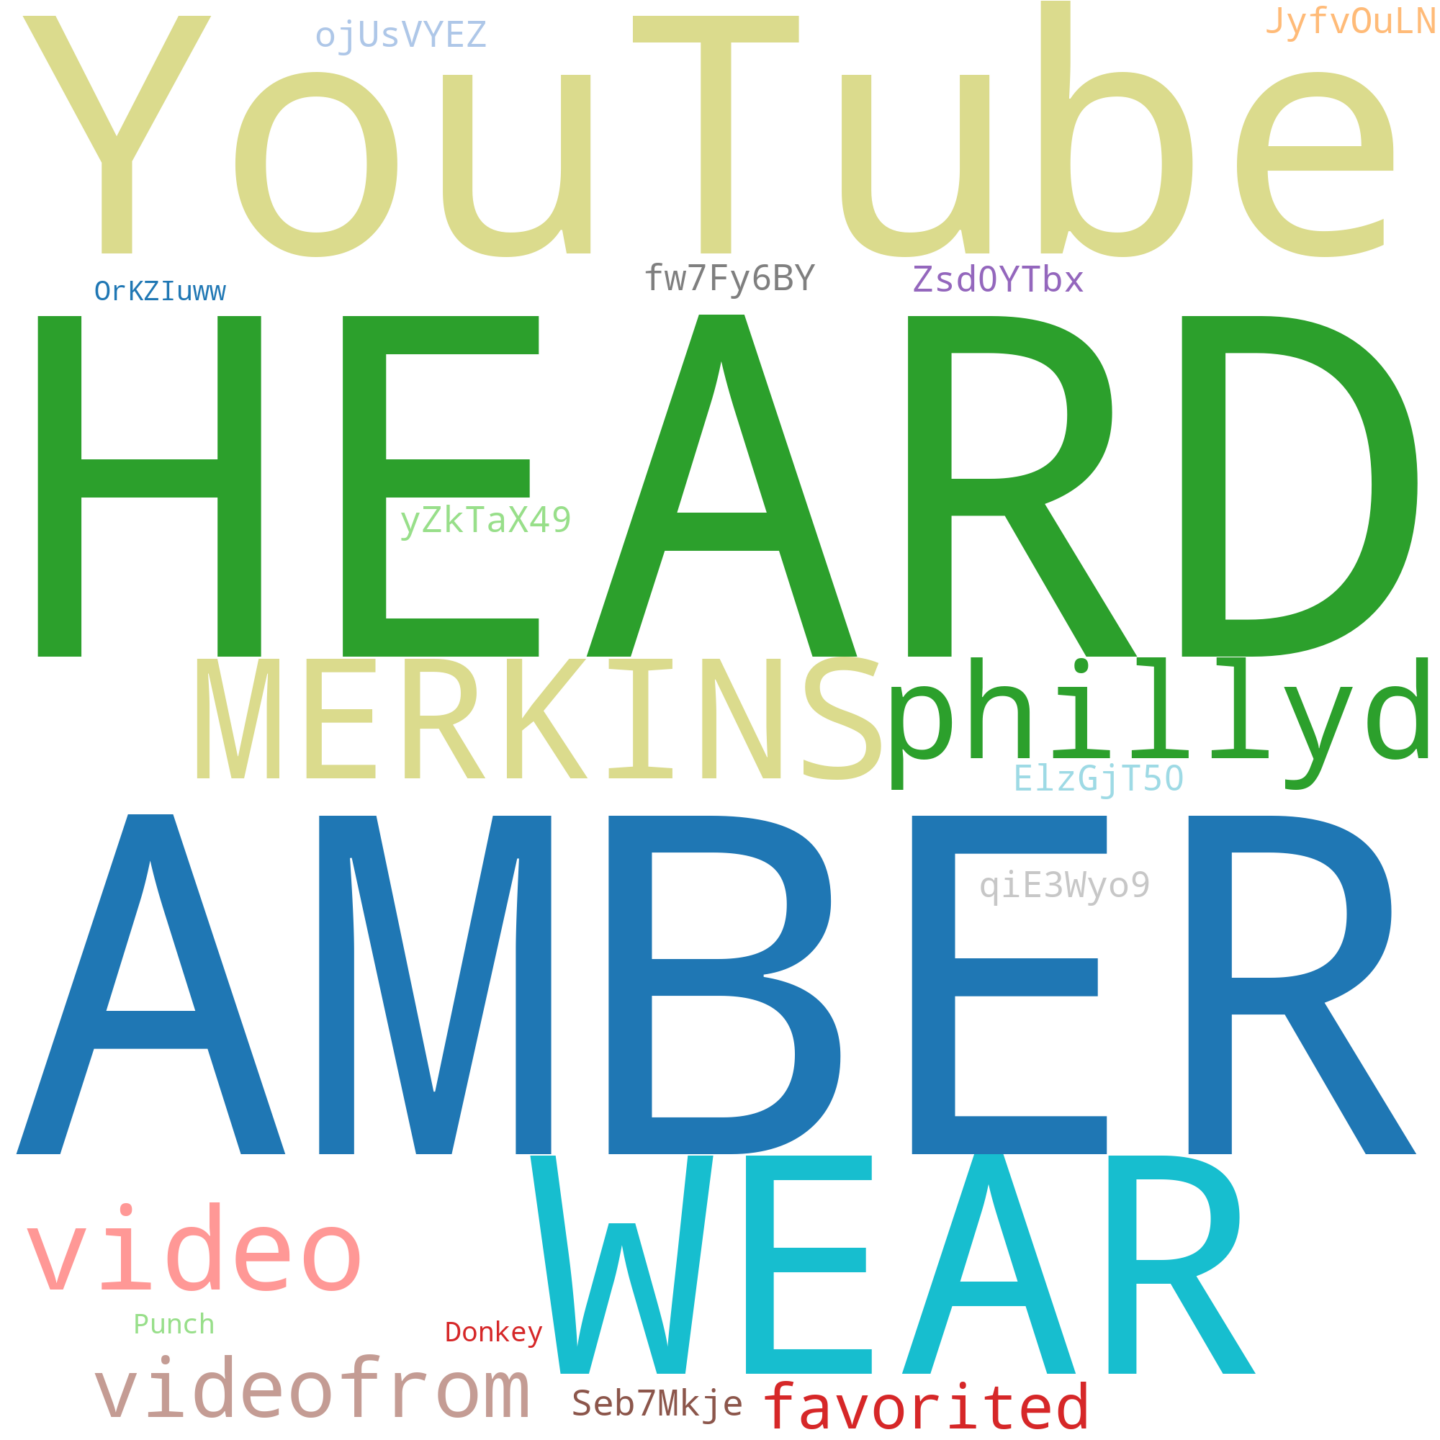 YouTube
ojUsVYEZ
JyfvOuLN
OrKZIuww
fw7Fy6BY
Zsd0YTbx
HEARD
yZkTaX49
MERKINS
phillyd
ElzGjT5O
AMBER
qiE3Wyo9
WEAR
video
Punch
Donkey
videofrom
Seb7Mkje
favorited